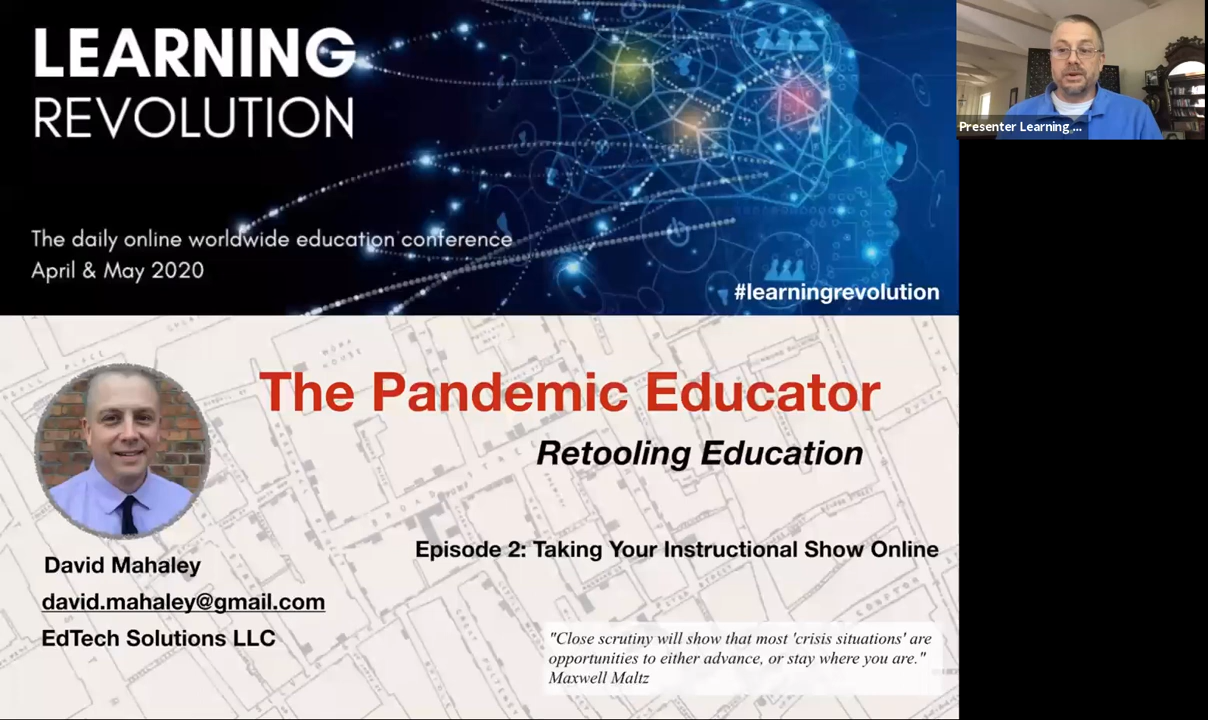 LEARNING
REVOLUTION
The daily online worldwide education conference
April & May 2020
#learningrevolution
Presenter Learning ...
The Pandemic Educator
Retooling Education
Episode 2: Taking Your Instructional Show Online
David Mahaley
david.mahaley@gmail.com
EdTech Solutions LLC
"Close scrutiny will show that most 'crisis situations' are
opportunities to either advance, or stay where you are."
Maxwell Maltz
BROAD STREET